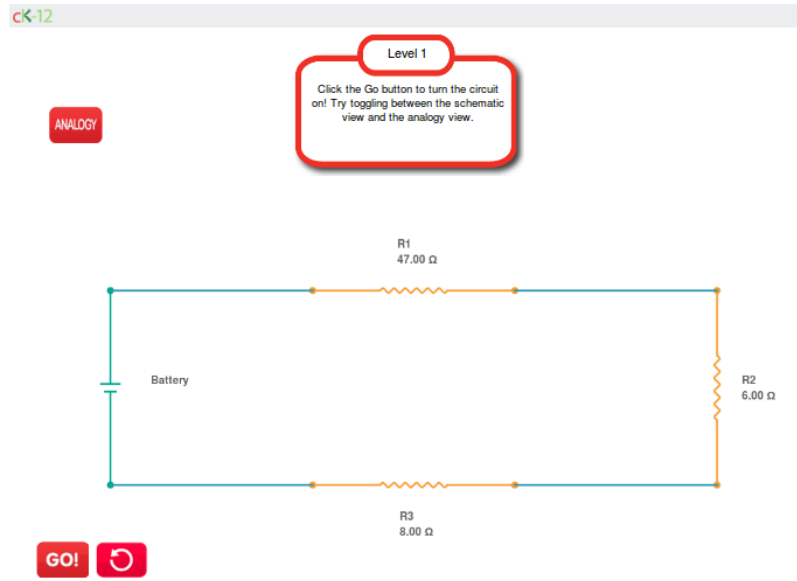 cK-12
Level 1
Click the Go button to turn the circuit
on! Try toggling between the schematic
view and the analogy view.
ANALOGY
R1
47.00 Ω
Battery
R2
6.00 Ω
R3
8.00 Ω
GO!